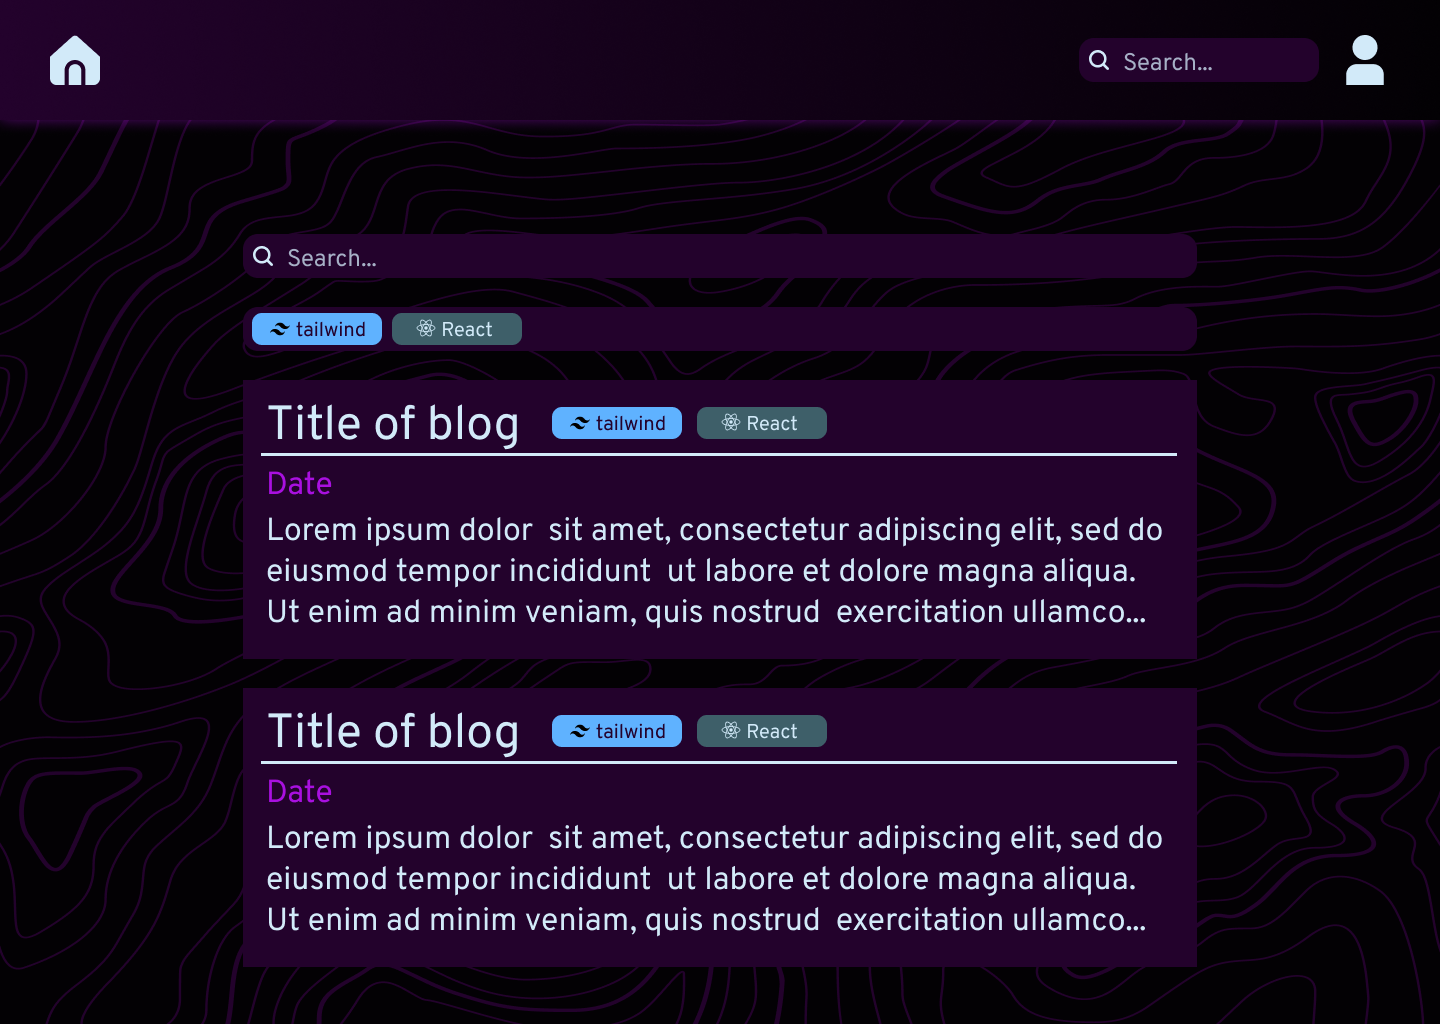 Search...
Search...
tailwind React
Title of blog tailwind React
Date
Lorem ipsum dolor  sit amet, consectetur adipiscing elit, sed do
eiusmod tempor incididunt  ut labore et dolore magna aliqua.
Ut enim ad minim veniam, quis nostrud  exercitation ullamco...
Title of blog tailwind React
Date
Lorem ipsum dolor  sit amet, consectetur adipiscing elit, sed do
eiusmod tempor incididunt  ut labore et dolore magna aliqua.
Ut enim ad minim veniam, quis nostrud  exercitation ullamco...